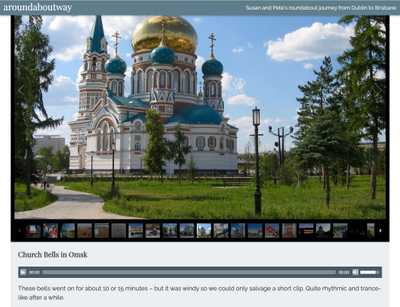 aroundaboutway
Susan and Pete's roundabout journey from Dublin to Brisbane
Church Bells in Omsk
00:00
00:00
These bells went on for about 10 or 15 minutes – but it was windy so we could only salvage a short clip. Quite rhythmic and trance-
like after a while.